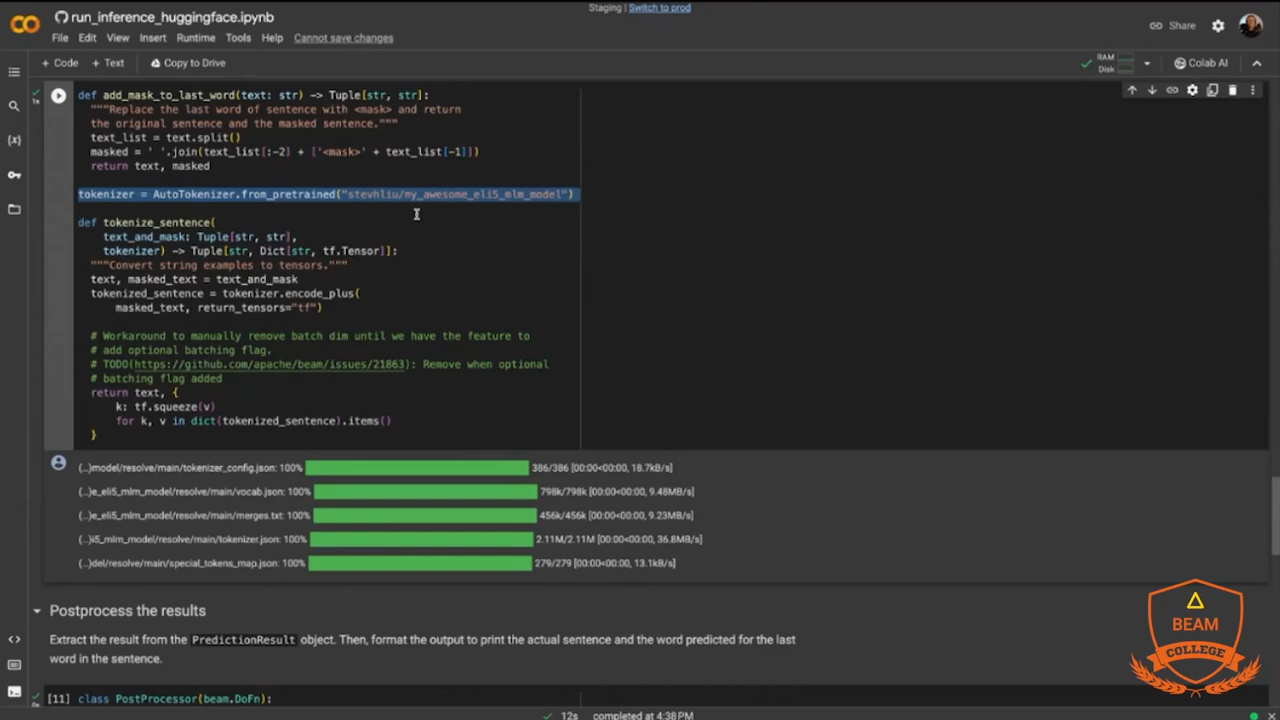 Staging | Switch to prod
run_inference_huggingface.ipynb
File Edit View Insert Runtime Tools Help Cannot save changes
Share
+ Code + Text Copy to Drive
RAM
Disk
Colab AI
1s
def add_mask_to_last_word(text: str) -> Tuple[str, str]:
"""Replace the last word of sentence with <mask> and return
the original sentence and the masked sentence."""
text_list = text.split()
masked = ' '.join(text_list[:-2] + ['<mask>' + text_list[-1]])
return text, masked
tokenizer = AutoTokenizer.from_pretrained("stevhliu/my_awesome_eli5_mlm_model")
def tokenize_sentence(
text_and_mask: Tuple[str, str],
tokenizer) -> Tuple[str, Dict[str, tf.Tensor]]:
"""Convert string examples to tensors."""
text, masked_text = text_and_mask
tokenized_sentence = tokenizer.encode_plus(
masked_text, return_tensors="tf")
# Workaround to manually remove batch dim until we have the feature to
# add optional batching flag.
# TODO(https://github.com/apache/beam/issues/21863): Remove when optional
# batching flag added
return text, {
k: tf.squeeze(v)
for k, v in dict(tokenized_sentence).items()
}
(...)model/resolve/main/tokenizer_config.json: 100% 386/386 [00:00<00:00, 18.7kB/s]
(...)e_eli5_mlm_model/resolve/main/vocab.json: 100% 798k/798k [00:00<00:00, 9.48MB/s]
(...)e_eli5_mlm_model/resolve/main/merges.txt: 100% 456k/456k [00:00<00:00, 9.23MB/s]
(...)i5_mlm_model/resolve/main/tokenizer.json: 100% 2.11M/2.11M [00:00<00:00, 36.8MB/s]
(...)del/resolve/main/special_tokens_map.json: 100% 279/279 [00:00<00:00, 13.1kB/s]
Postprocess the results
Extract the result from the PredictionResult object. Then, format the output to print the actual sentence and the word predicted for the last
word in the sentence.
[11] class PostProcessor(beam.DoFn):
12s completed at 4:38 PM
BEAM
COLLEGE